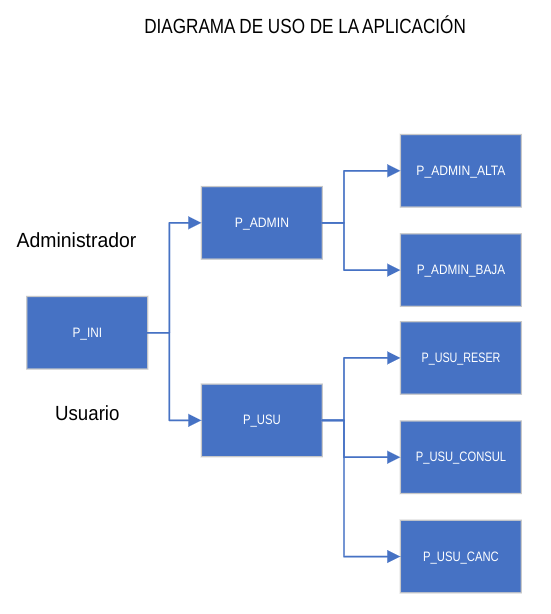 DIAGRAMA DE USO DE LA APLICACIÓN
P_ADMIN_ALTA
P_ADMIN
Administrador
P_ADMIN_BAJA
P_INI
P_USU_RESER
Usuario
P_USU
P_USU_CONSUL
P_USU_CANC